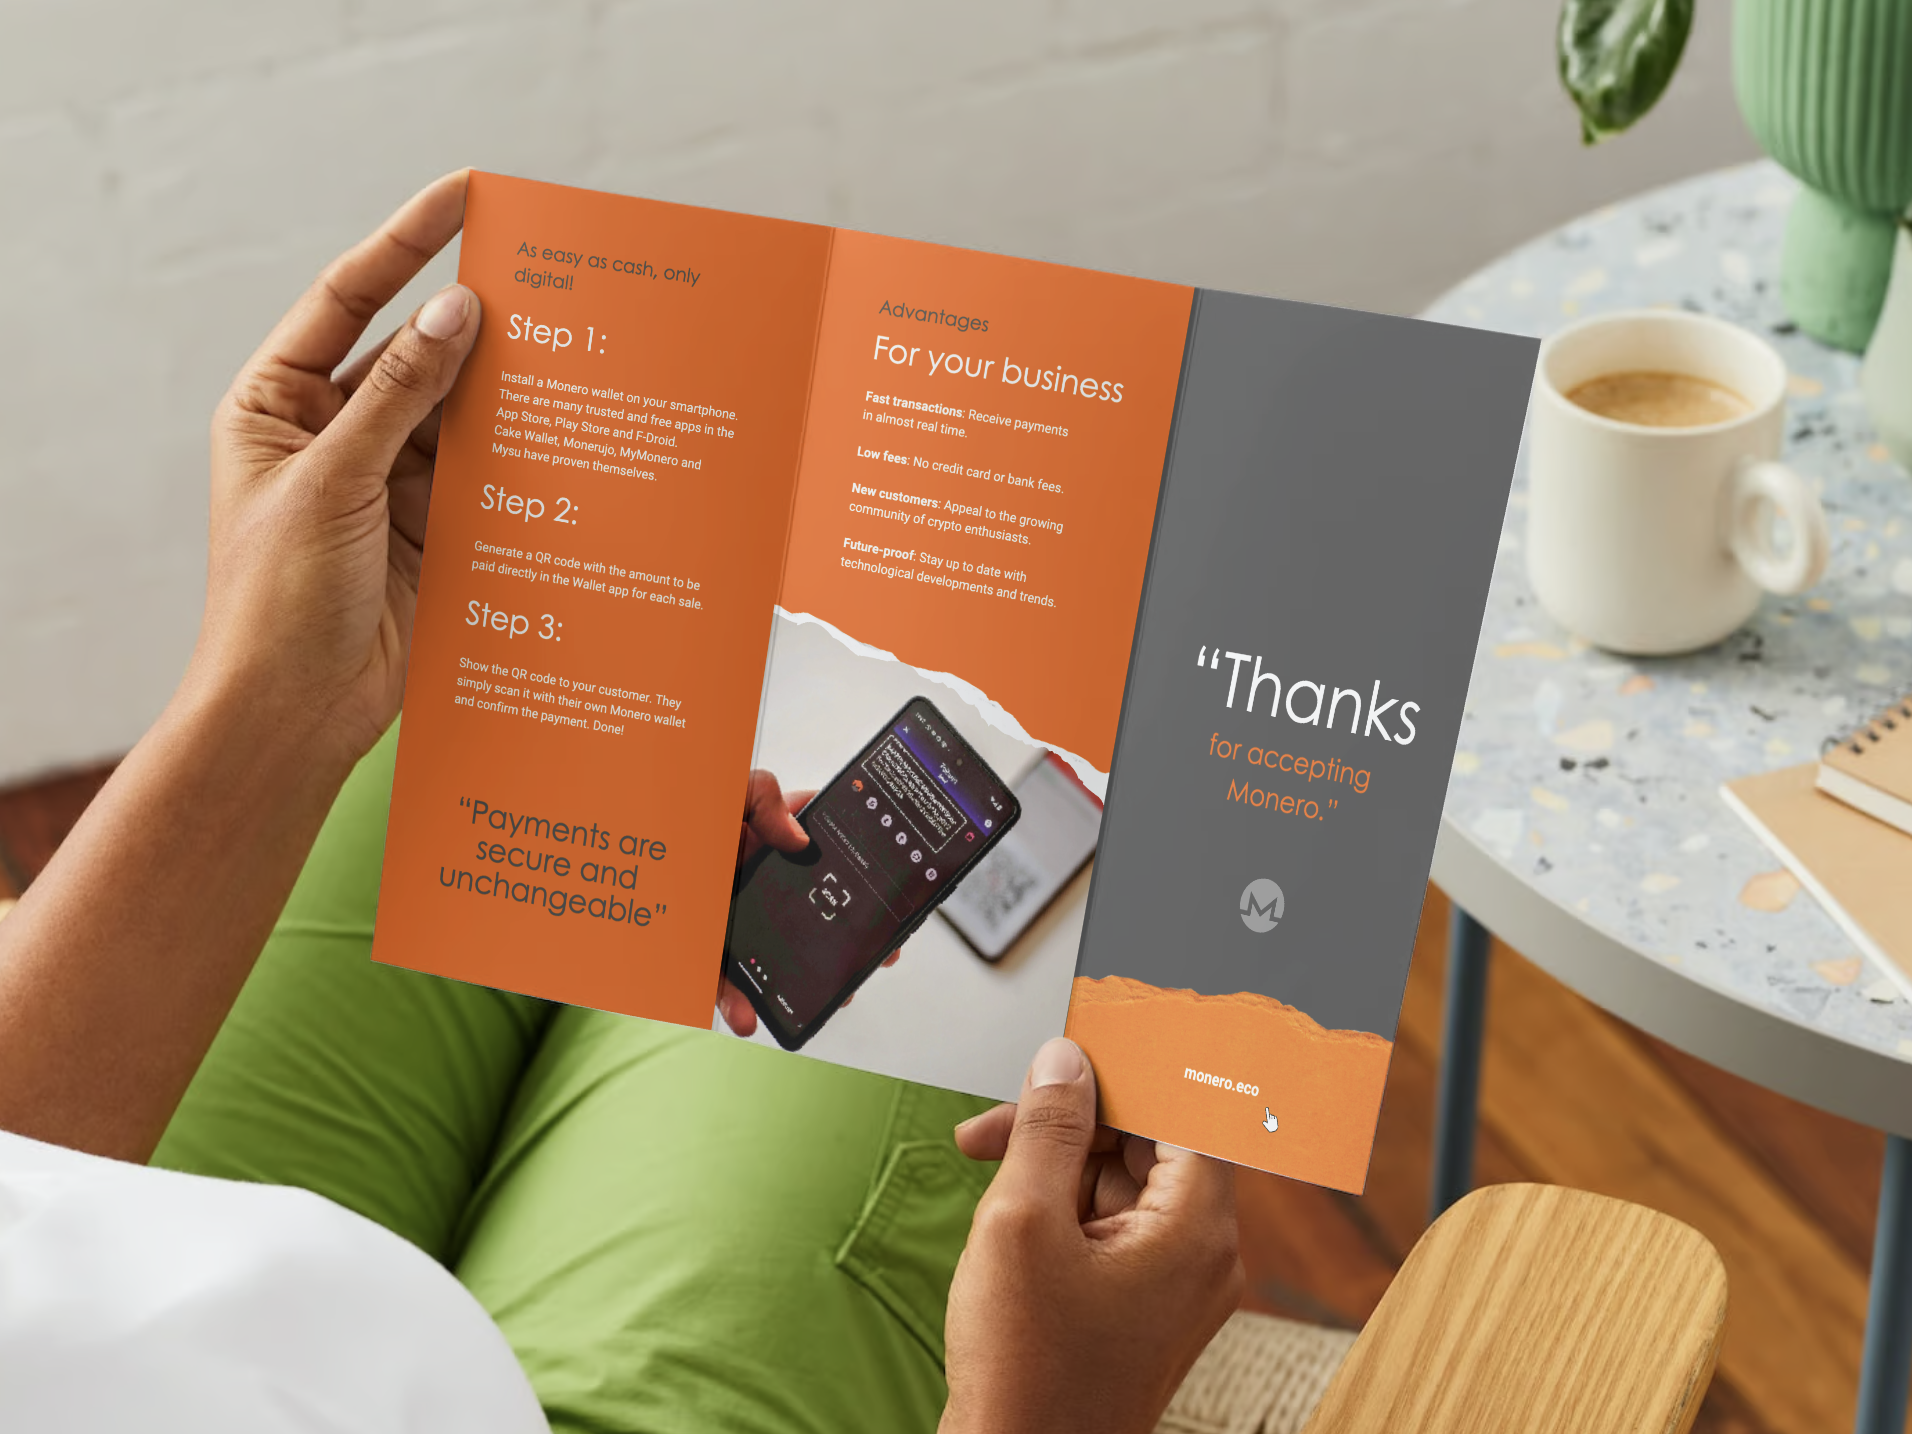 As easy as cash, only
digital!
Step 1:
Install a Monero wallet on your smartphone.
There are many trusted and free apps in the
App Store, Play Store and F-Droid.
Cake Wallet, Monerujo, MyMonero and
Mysu have proven themselves.
Step 2:
Generate a QR code with the amount to be
paid directly in the Wallet app for each sale.
Step 3:
Show the QR code to your customer. They
simply scan it with their own Monero wallet
and confirm the payment. Done!
“Payments are
secure and
unchangeable”
Advantages
For your business
Fast transactions: Receive payments
in almost real time.
Low fees: No credit card or bank fees.
New customers: Appeal to the growing
community of crypto enthusiasts.
Future-proof: Stay up to date with
technological developments and trends.
“Thanks
for accepting
Monero.”
monero.eco